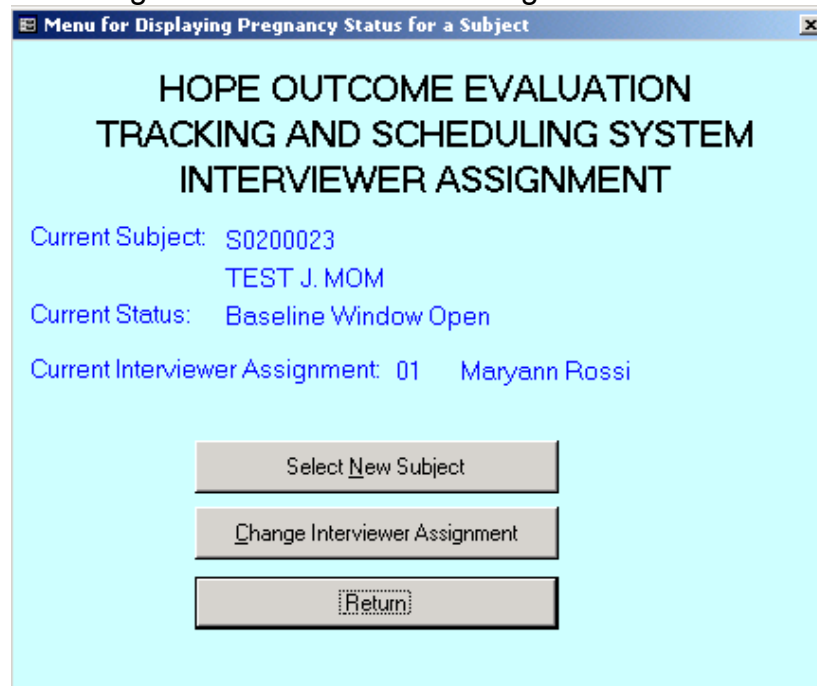 Menu for Displaying Pregnancy Status for a Subject
HOPE OUTCOME EVALUATION
TRACKING AND SCHEDULING SYSTEM
INTERVIEWER ASSIGNMENT
Current Subject: S0200023
TEST J. MOM
Current Status: Baseline Window Open
Current Interviewer Assignment: 01 Maryann Rossi
Select New Subject
Change Interviewer Assignment
Return